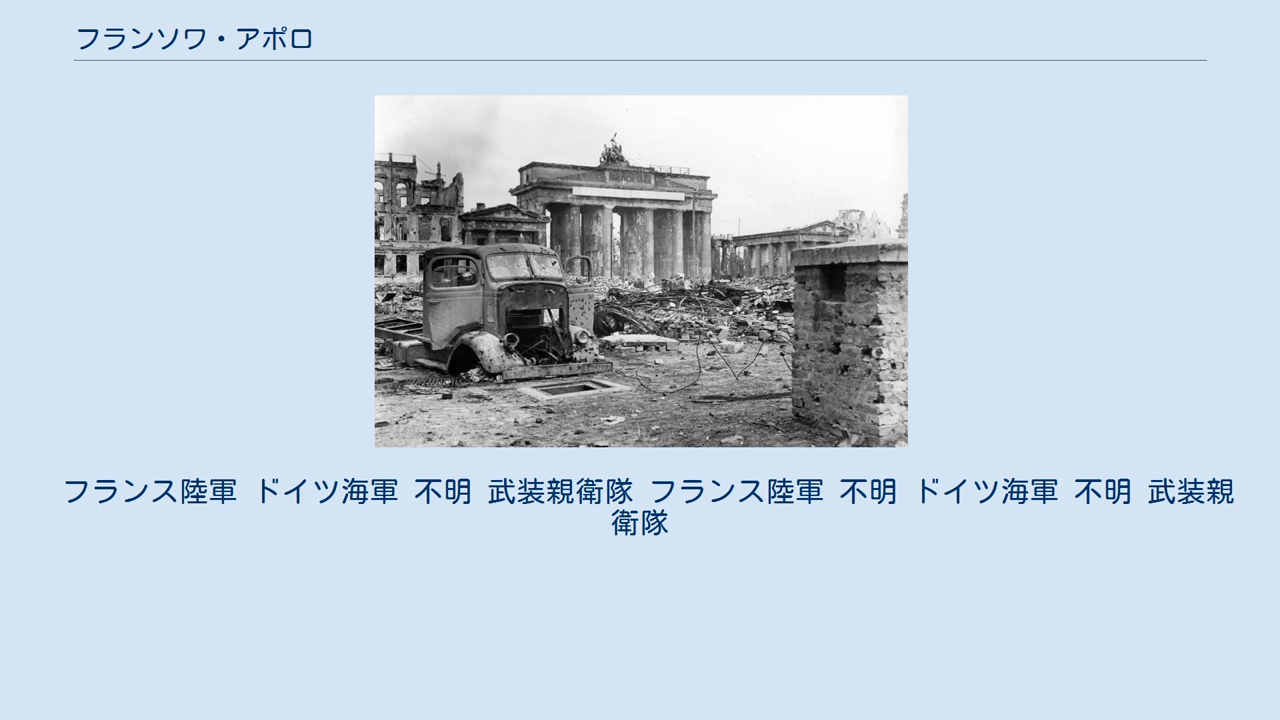 フランソワ・アポロ
フランス陸軍 ドイツ海軍 不明 武装親衛隊 フランス陸軍 不明 ドイツ海軍 不明 武装親
衛隊